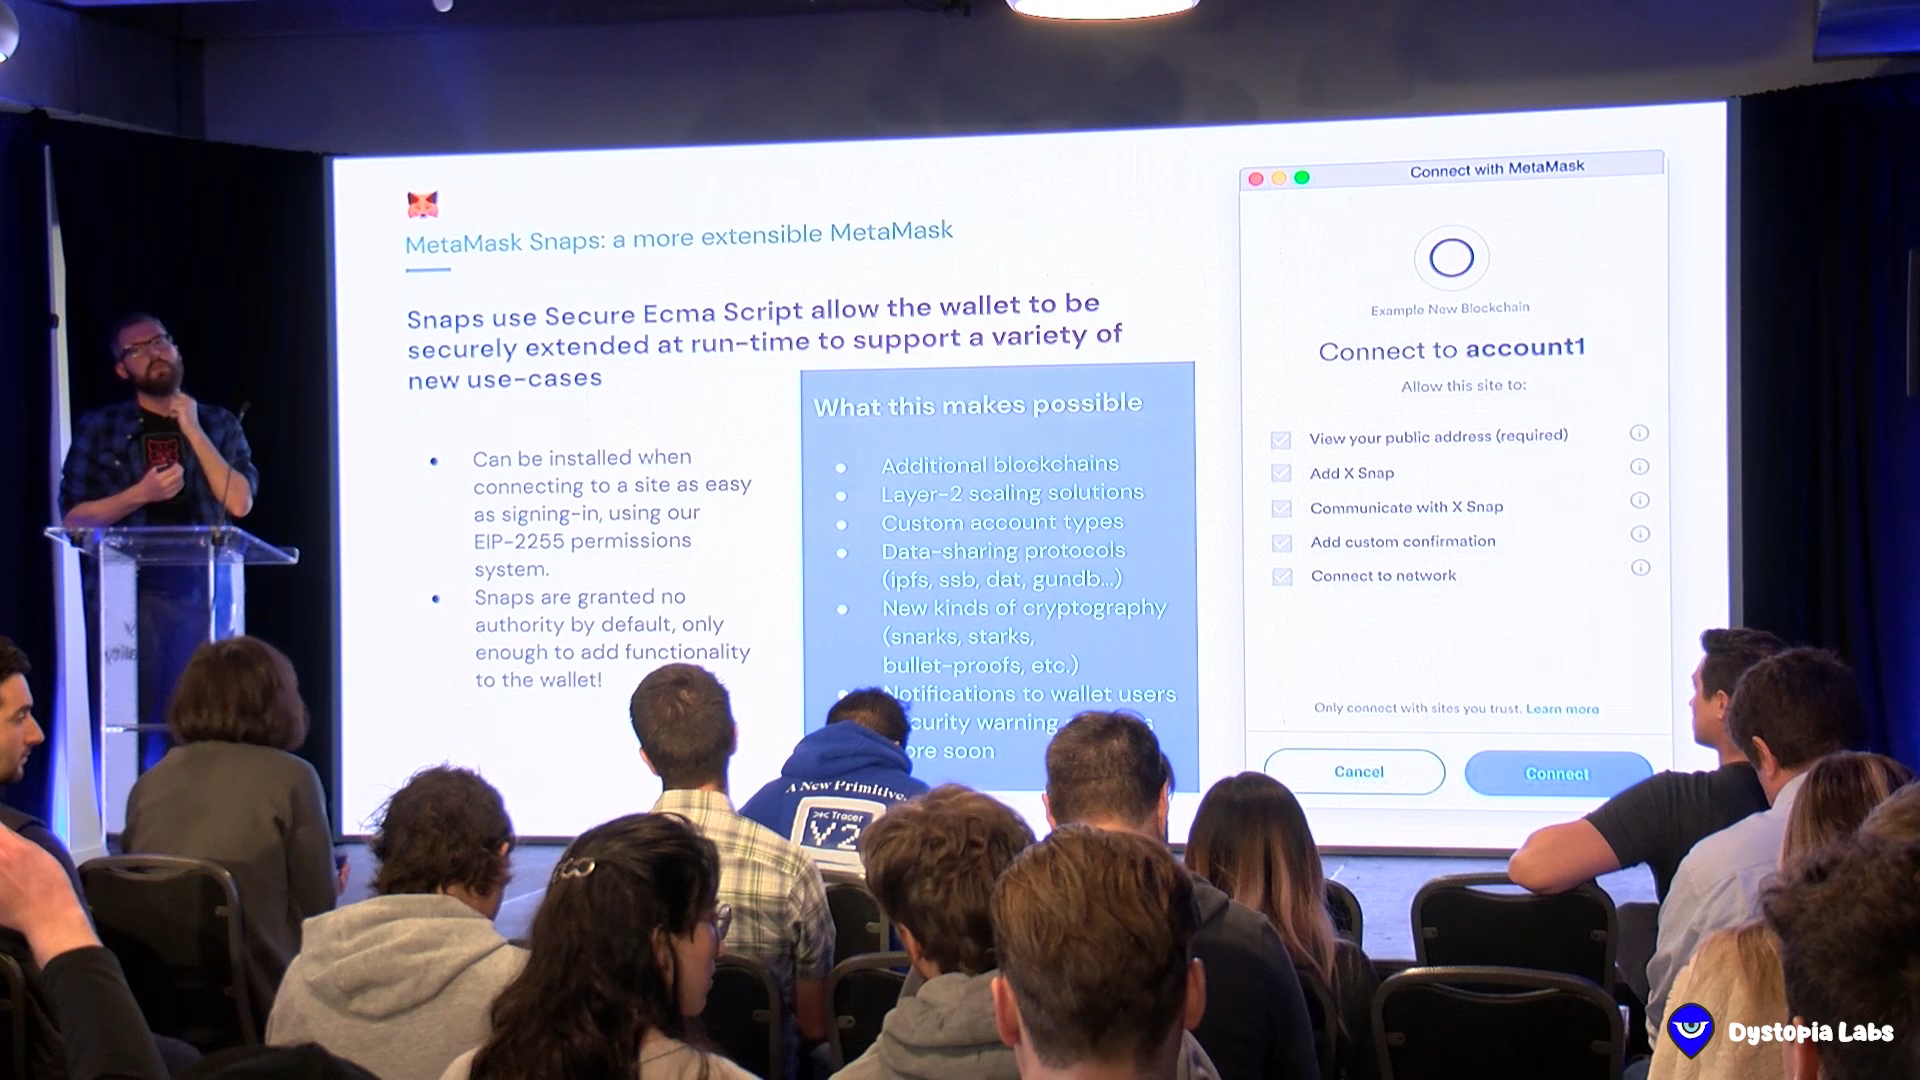 MetaMask Snaps: a more extensible MetaMask
Snaps use Secure Ecma Script allow the wallet to be
securely extended at run-time to support a variety of
new use-cases
Can be installed when
connecting to a site as easy
as signing-in, using our
EIP-2255 permissions
system.
Snaps are granted no
authority by default, only
enough to add functionality
to the wallet!
What this makes possible
Additional blockchains
Layer-2 scaling solutions
Custom account types
Data-sharing protocols
(ipfs, ssb, dat, gundb...)
New kinds of cryptography
(snarks, starks,
bullet-proofs, etc.)
Notifications to wallet users
warning
soon
Connect with MetaMask
Example New Blockchain
Connect to account1
Allow this site to:
View your public address (required)
Add X Snap
Communicate with X Snap
Add custom confirmation
Connect to network
Only connect with sites you trust. Learn more
Cancel
Connect
A New Primitive.
Tracer
V2
Dystopia Labs